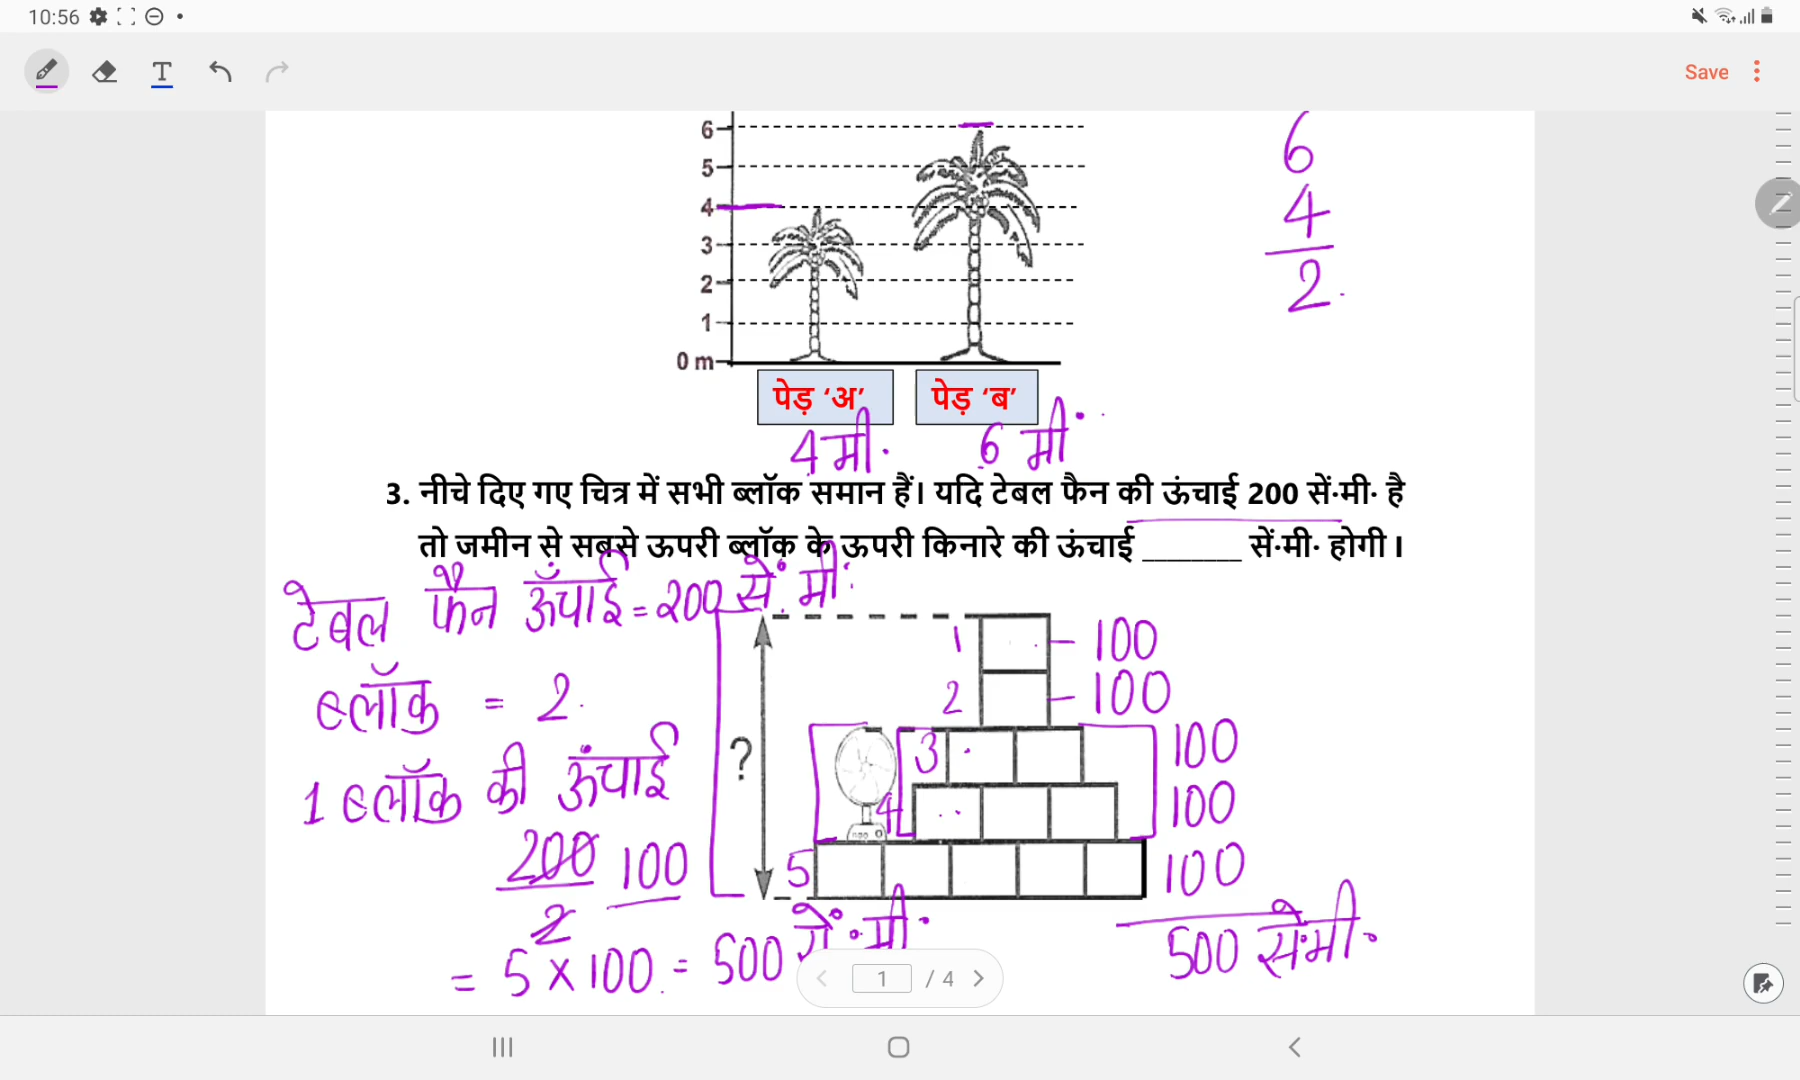 10:56
Save
6
5
4
3
2
1
0 m
6
4
2
पेड़ ‘अ’ पेड़ ‘ब’
4 मी. 6 मी.
3. नीचे दिए गए चित्र में सभी ब्लॉक समान हैं। यदि टेबल फैन की ऊंचाई 200 सें॰मी॰ है
तो जमीन से सबसे ऊपरी ब्लॉक के ऊपरी किनारे की ऊंचाई ________ सें॰मी॰ होगी।
टेबल फैन ऊँचाई = 200 सें. मी.
ब्लॉक = 2.
1 ब्लॉक की ऊंचाई
200 100
2
= 5 x 100 = 500 सें. मी.
?
1 - 100
2 - 100
3 100
4 100
5 100
500 सें.मी.
1 / 4